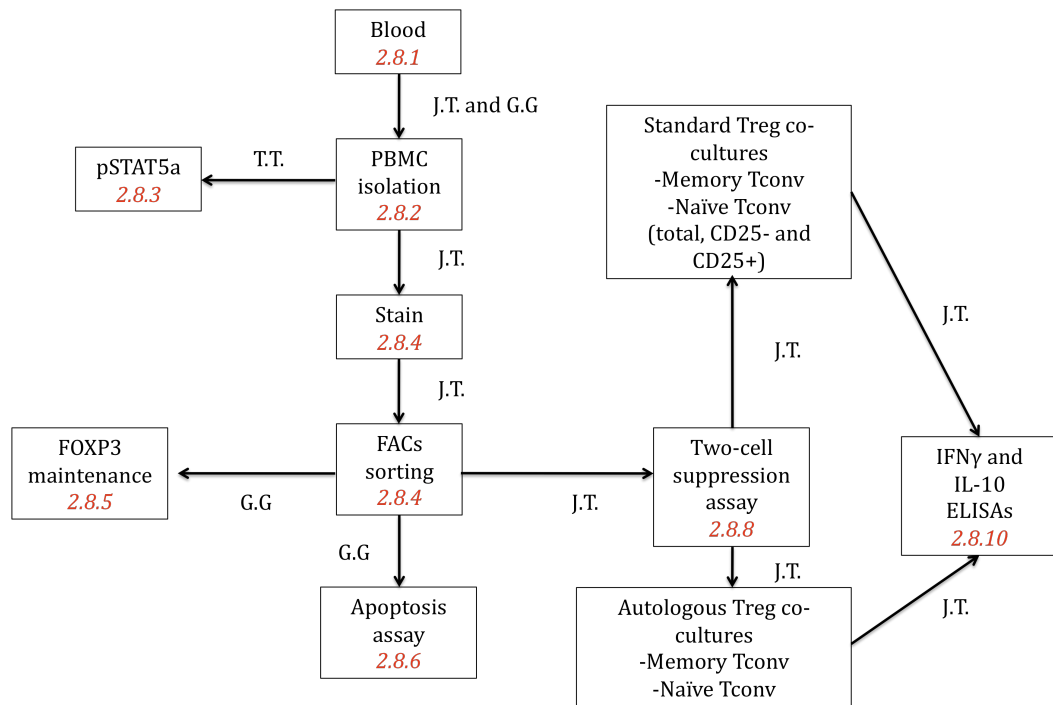 Blood
2.8.1
J.T. and G.G
PBMC
isolation
2.8.2
T.T.
pSTAT5a
2.8.3
J.T.
Stain
2.8.4
J.T.
FACs
sorting
2.8.4
G.G
FOXP3
maintenance
2.8.5
G.G
Apoptosis
assay
2.8.6
J.T.
Two-cell
suppression
assay
2.8.8
J.T.
Standard Treg co-
cultures
-Memory Tconv
-Naïve Tconv
(total, CD25- and
CD25+)
J.T.
J.T.
Autologous Treg co-
cultures
-Memory Tconv
-Naïve Tconv
J.T.
IFNγ and
IL-10
ELISAs
2.8.10